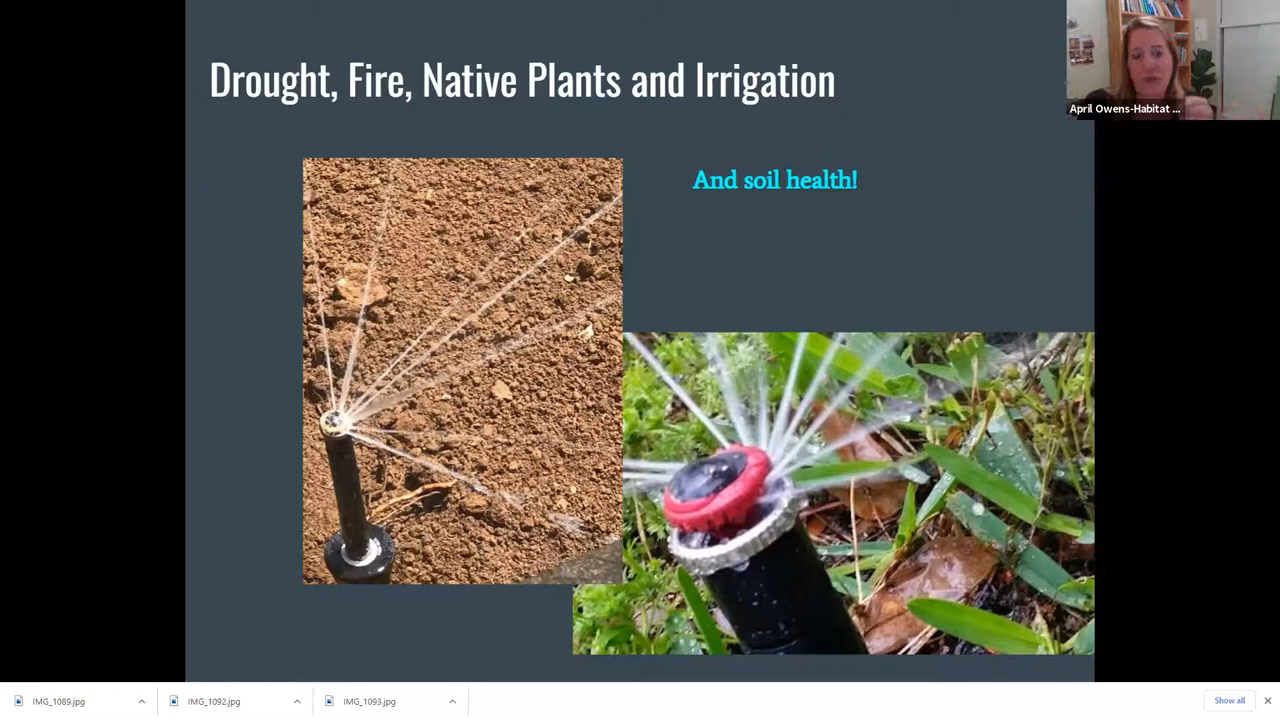 Drought, Fire, Native Plants and Irrigation
April Owens-Habitat ...
And soil health!
IMG_1089.jpg
IMG_1092.jpg
IMG_1093.jpg
Show all